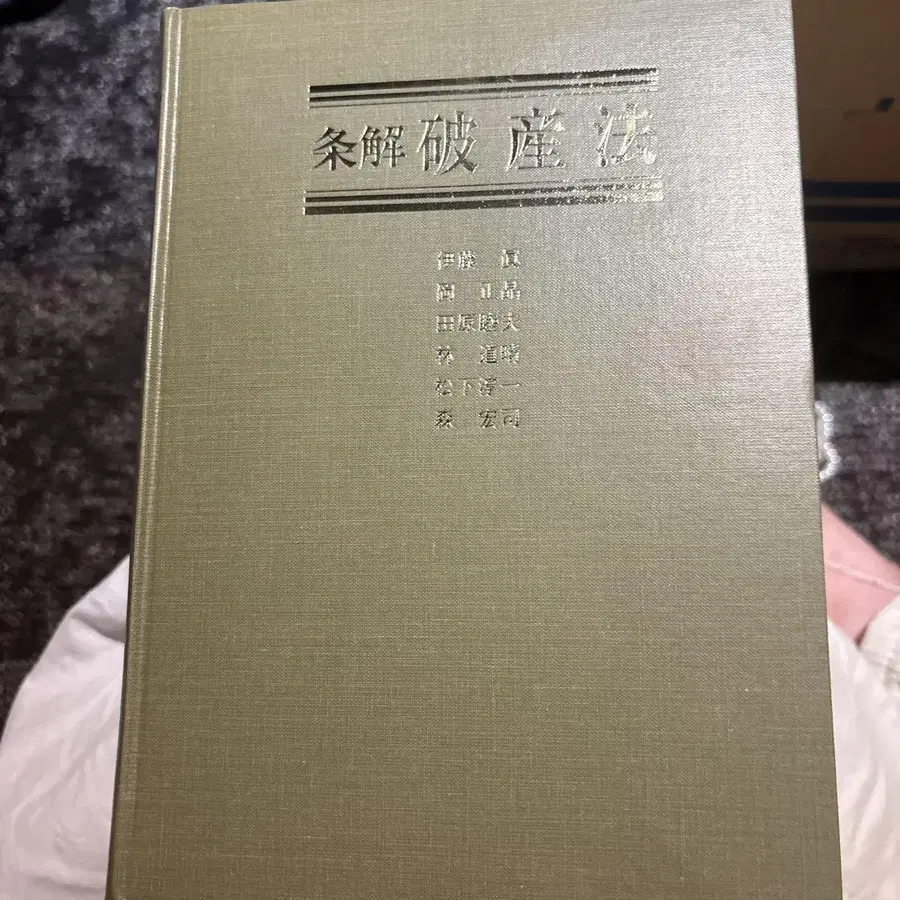 条解 破産法
伊藤 眞
岡 正晶
田原睦夫
林 道晴
松下淳一
森 宏司